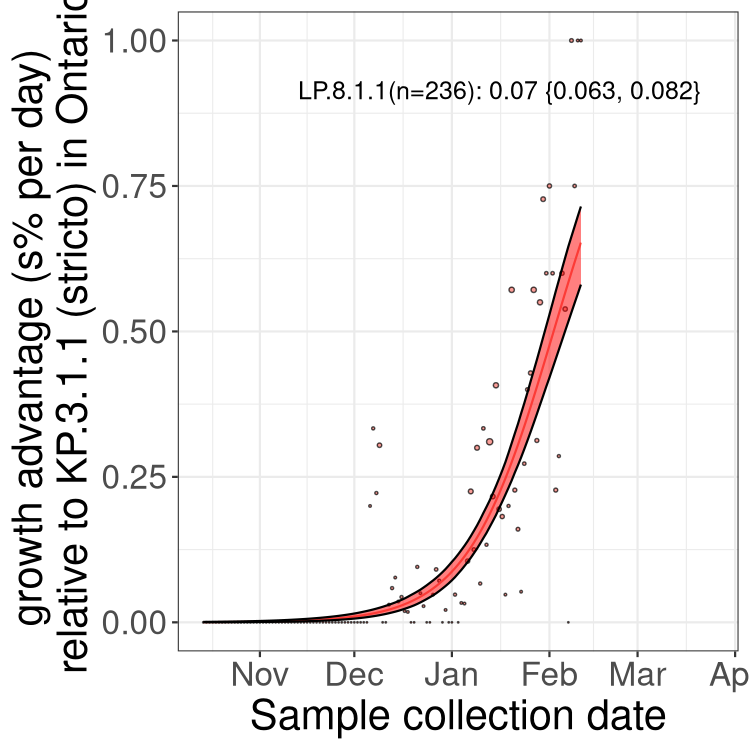 growth advantage (s% per day)
relative to KP.3.1.1 (stricto) in Ontario
1.00
0.75
0.50
0.25
0.00
LP.8.1.1(n=236): 0.07 {0.063, 0.082}
Nov Dec Jan Feb Mar Ap
Sample collection date